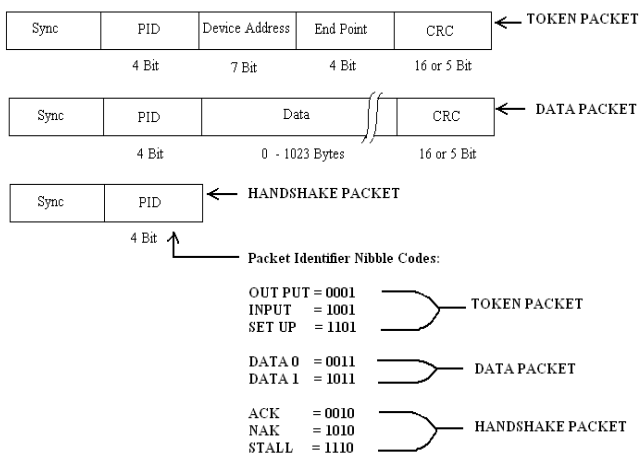 Sync PID Device Address End Point CRC TOKEN PACKET
4 Bit 7 Bit 4 Bit 16 or 5 Bit
Sync PID Data CRC DATA PACKET
4 Bit 0 - 1023 Bytes 16 or 5 Bit
Sync PID HANDSHAKE PACKET
4 Bit
Packet Identifier Nibble Codes:
OUT PUT = 0001
INPUT = 1001
SET UP = 1101
TOKEN PACKET
DATA 0 = 0011
DATA 1 = 1011
DATA PACKET
ACK = 0010
NAK = 1010
STALL = 1110
HANDSHAKE PACKET